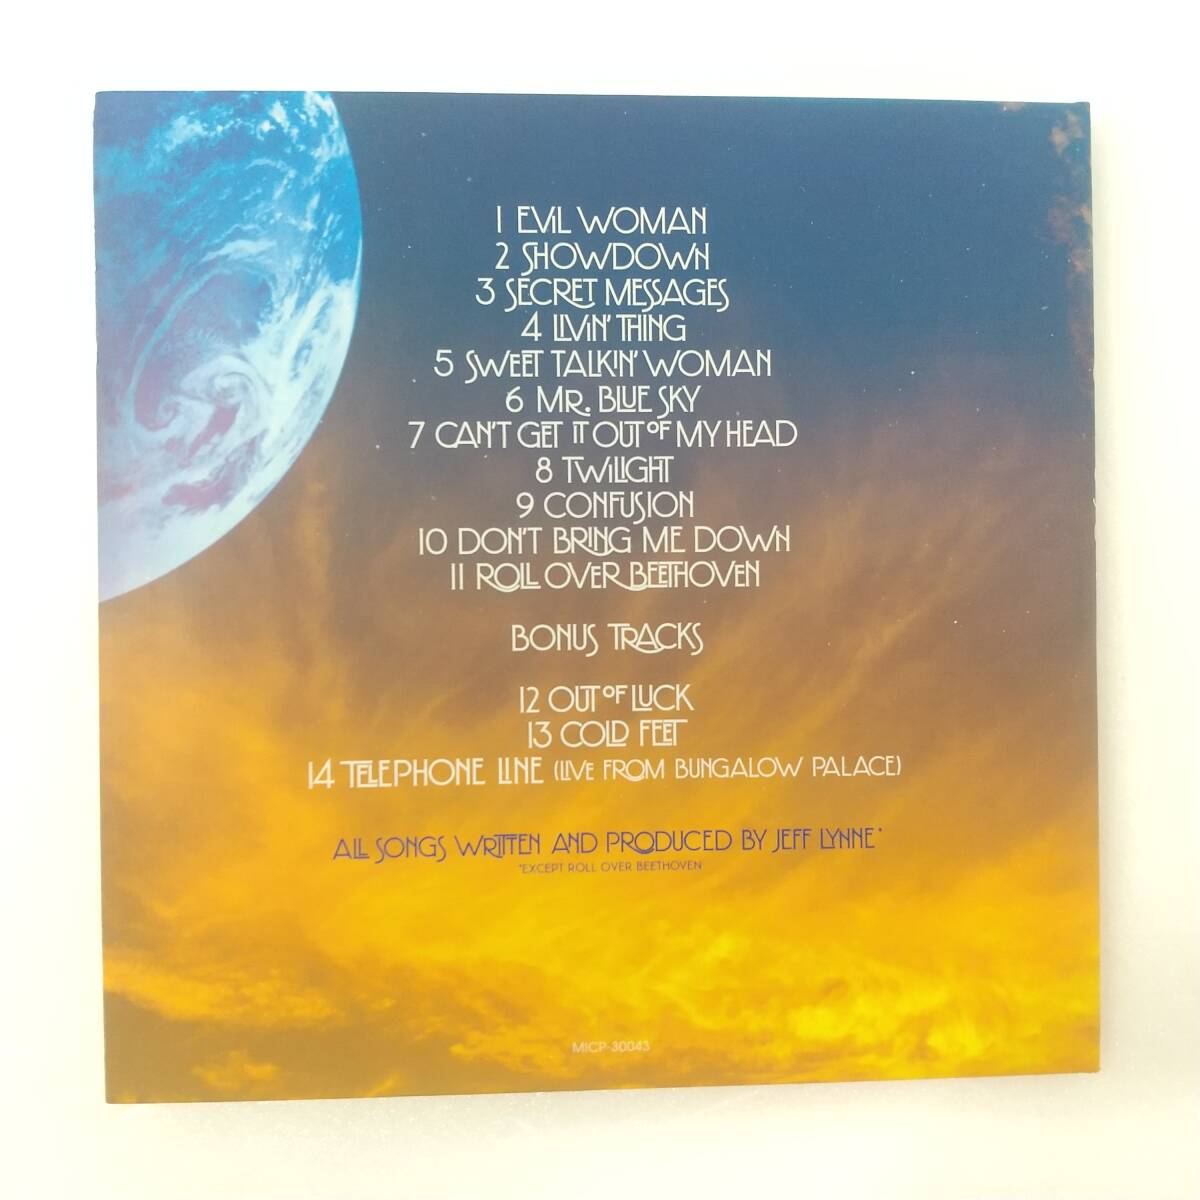 1 EVIL WOMAN
2 SHOWDOWN
3 SECRET MESSAGES
4 LIVIN' THING
5 SWEET TALKIN' WOMAN
6 MR. BLUE SKY
7 CAN'T GET IT OUT OF MY HEAD
8 TWILIGHT
9 CONFUSION
10 DON'T BRING ME DOWN
11 ROLL OVER BEETHOVEN
BONUS TRACKS
12 OUT OF LUCK
13 COLD FEET
14 TELEPHONE LINE (LIVE FROM BUNGALOW PALACE)
ALL SONGS WRITTEN AND PRODUCED BY JEFF LYNNE*
*EXCEPT ROLL OVER BEETHOVEN
MICP-30043